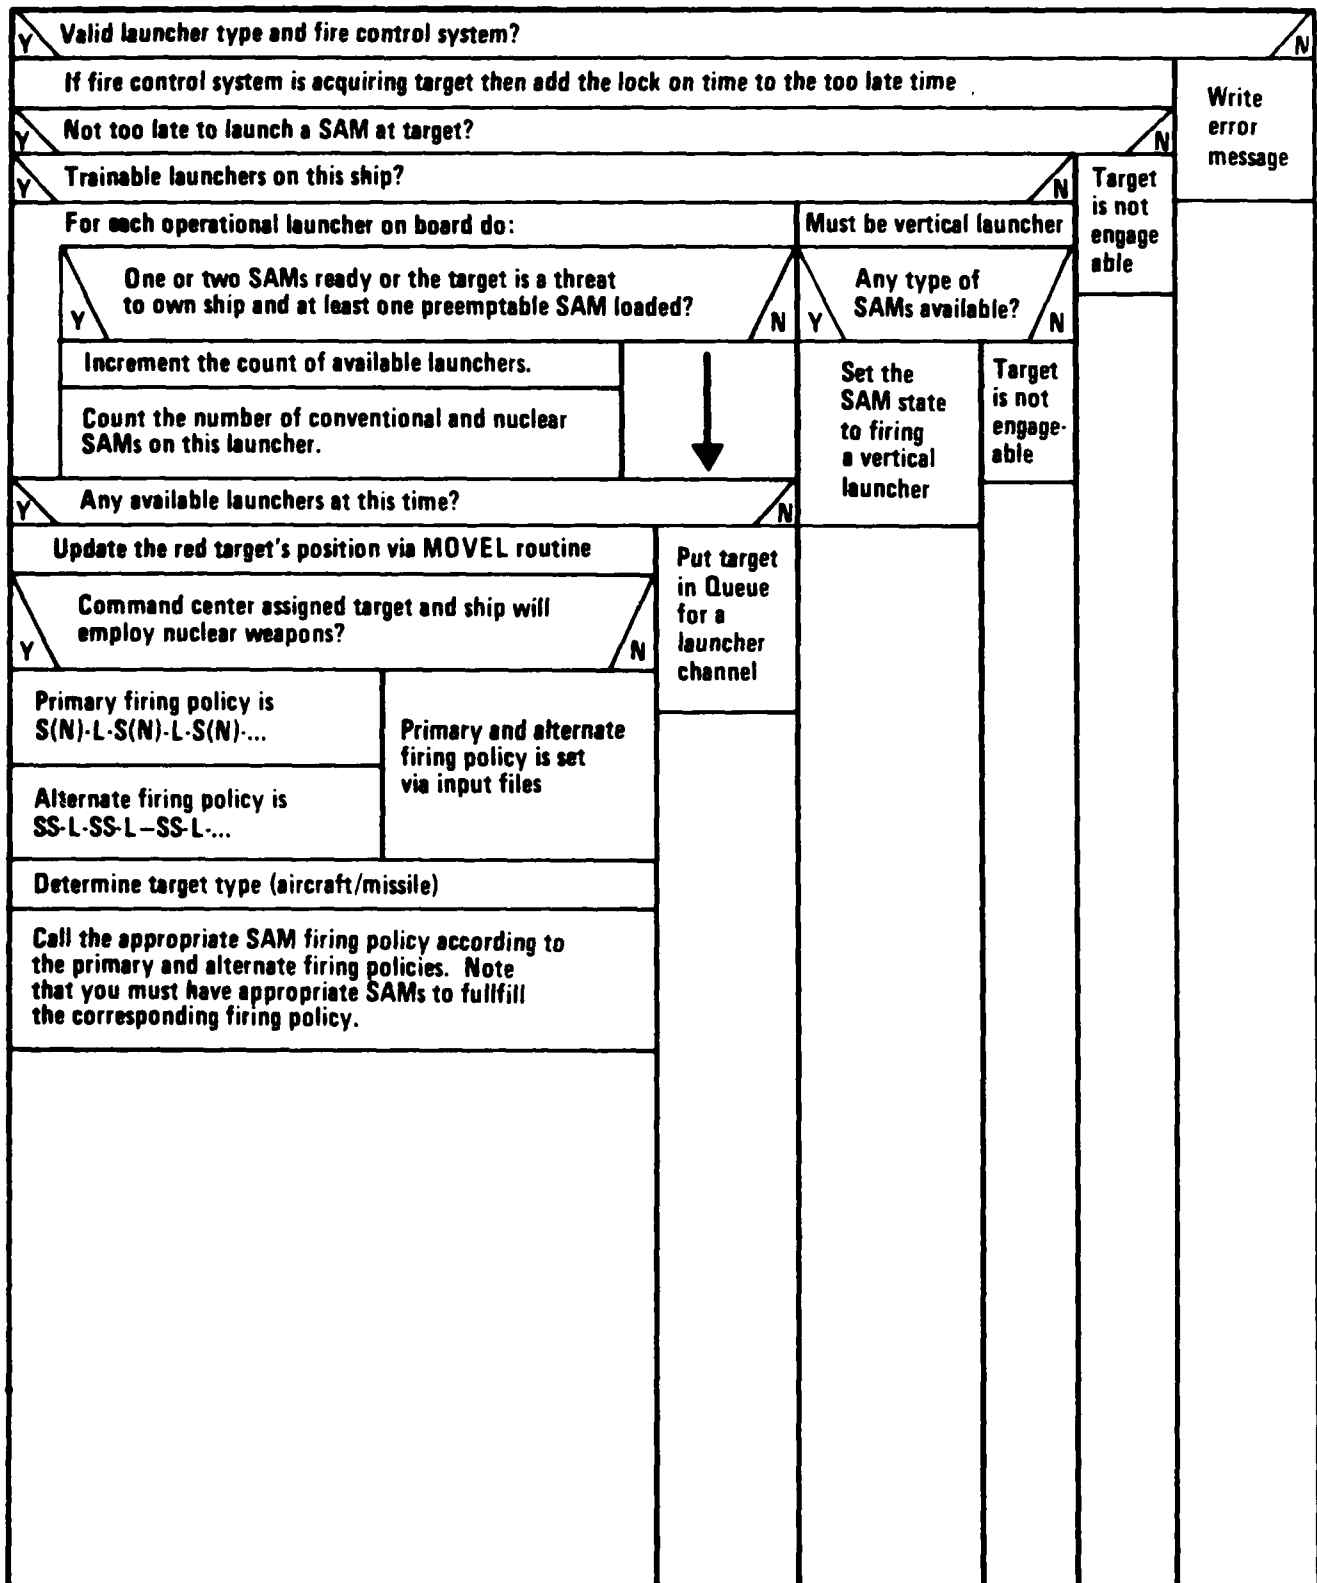 Y Valid launcher type and fire control system? N
If fire control system is acquiring target then add the lock on time to the too late time
Write
error
message
Y Not too late to launch a SAM at target? N
Y Trainable launchers on this ship? N
Target
is not
engage
able
For each operational launcher on board do:
Must be vertical launcher
One or two SAMs ready or the target is a threat
to own ship and at least one preemptable SAM loaded?
Y N
Any type of
SAMs available?
Y N
Increment the count of available launchers.
Count the number of conventional and nuclear
SAMs on this launcher.
Set the
SAM state
to firing
a vertical
launcher
Target
is not
engage-
able
Y Any available launchers at this time? N
Update the red target's position via MOVEL routine
Put target
in Queue
for a
launcher
channel
Command center assigned target and ship will
employ nuclear weapons?
Y N
Primary firing policy is
S(N)-L-S(N)-L-S(N)-...
Alternate firing policy is
SS-L-SS-L–SS-L-...
Primary and alternate
firing policy is set
via input files
Determine target type (aircraft/missile)
Call the appropriate SAM firing policy according to
the primary and alternate firing policies. Note
that you must have appropriate SAMs to fullfill
the corresponding firing policy.